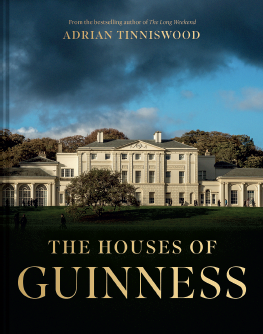 From the bestselling author of The Long Weekend
ADRIAN TINNISWOOD
THE HOUSES OF
GUINNESS